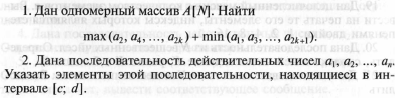 1. Дан одномерный массив A[N]. Найти
max (a₂, a₄, ..., a₂ₖ) + min (a₁, a₃, ..., a₂ₖ₊₁).
2. Дана последовательность действительных чисел a₁, a₂, ..., aₙ.
Указать элементы этой последовательности, находящиеся в ин-
тервале [c; d].